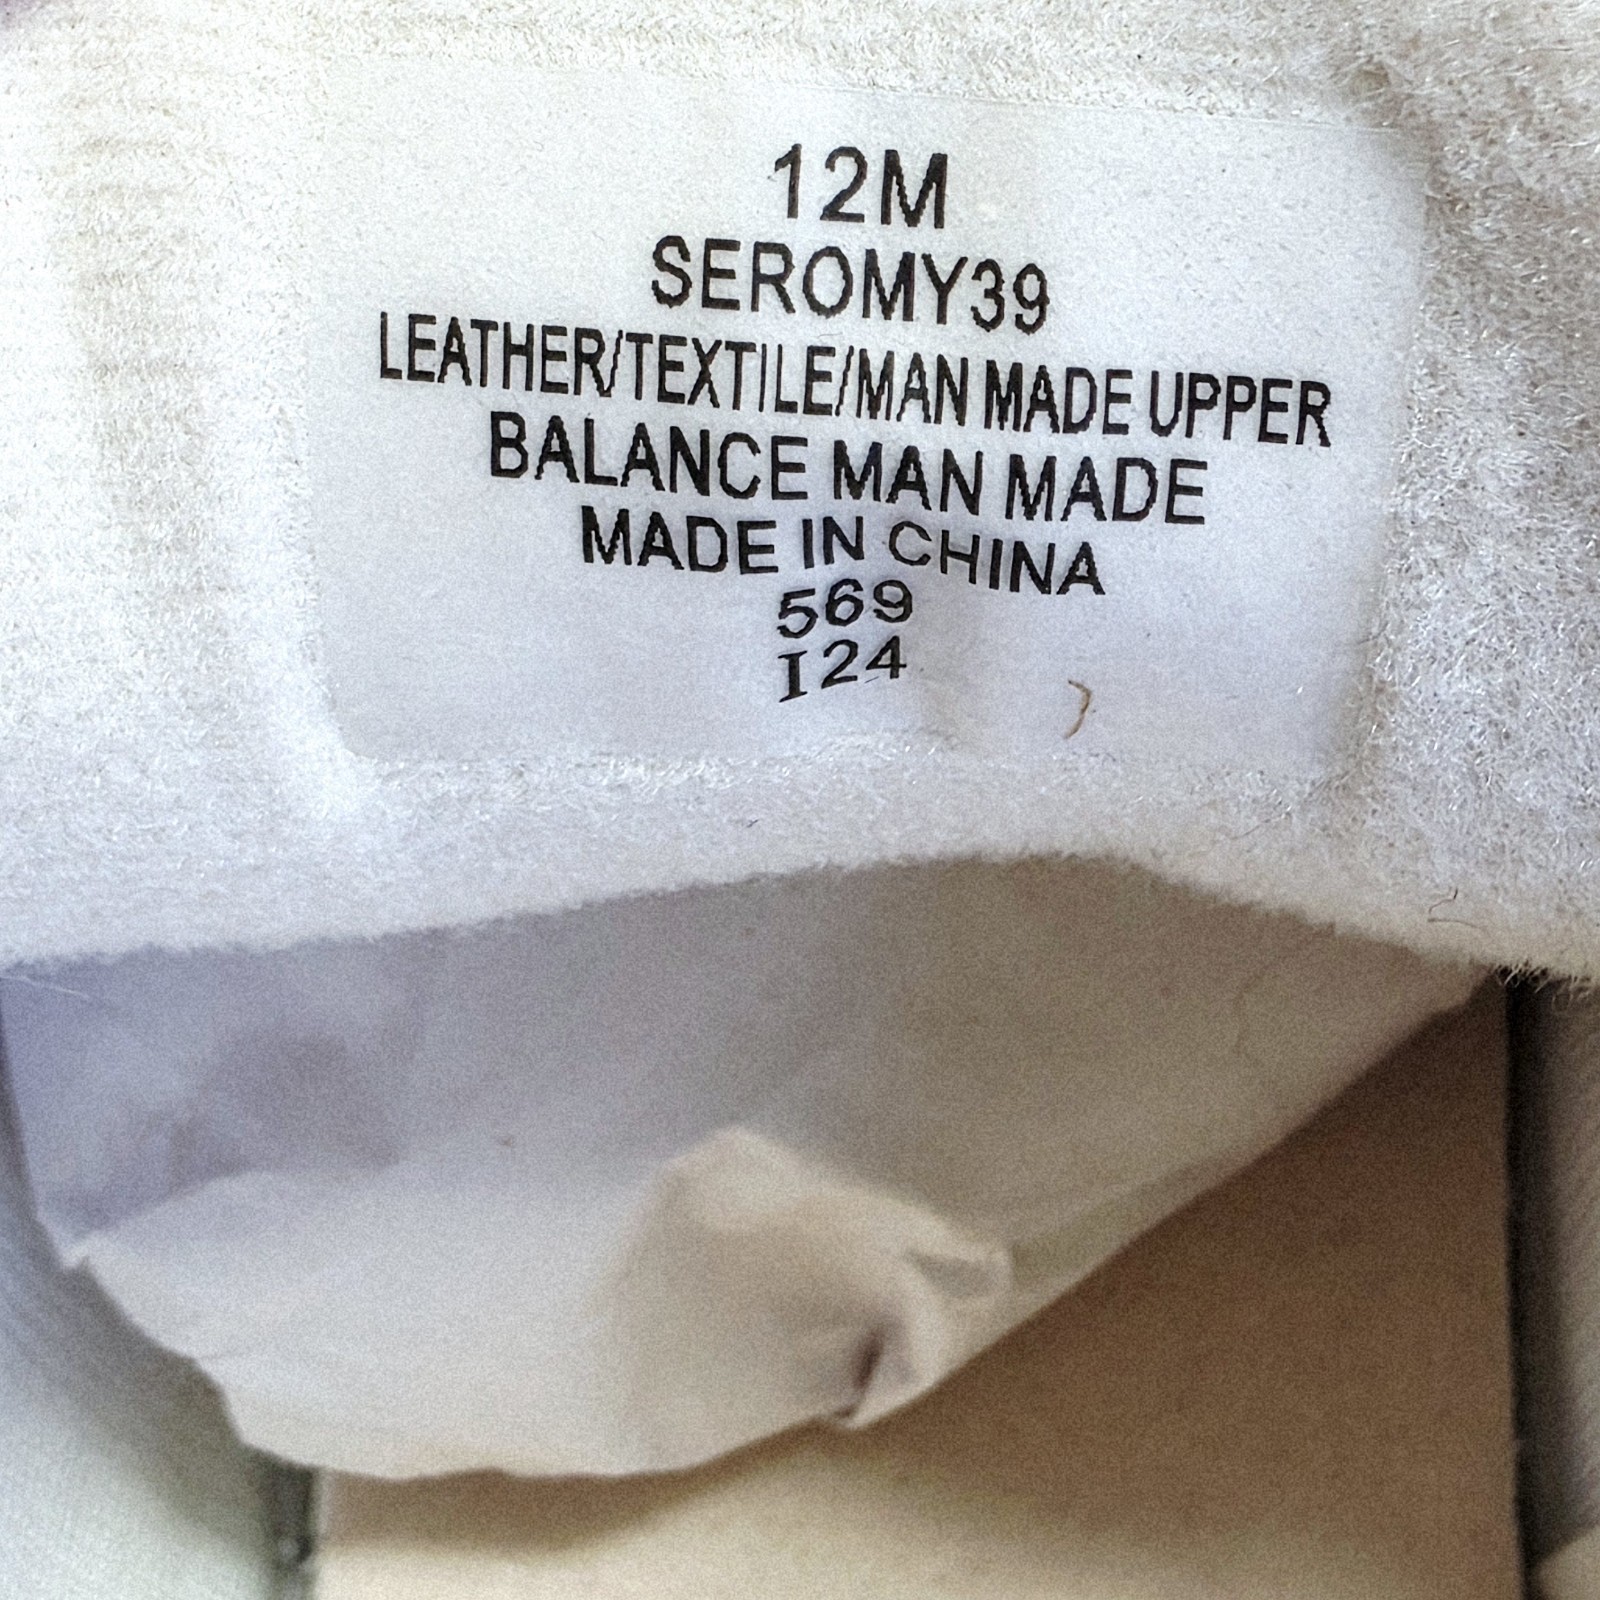 12M
SEROMY39
LEATHER/TEXTILE/MAN MADE UPPER
BALANCE MAN MADE
MADE IN CHINA
569
I24